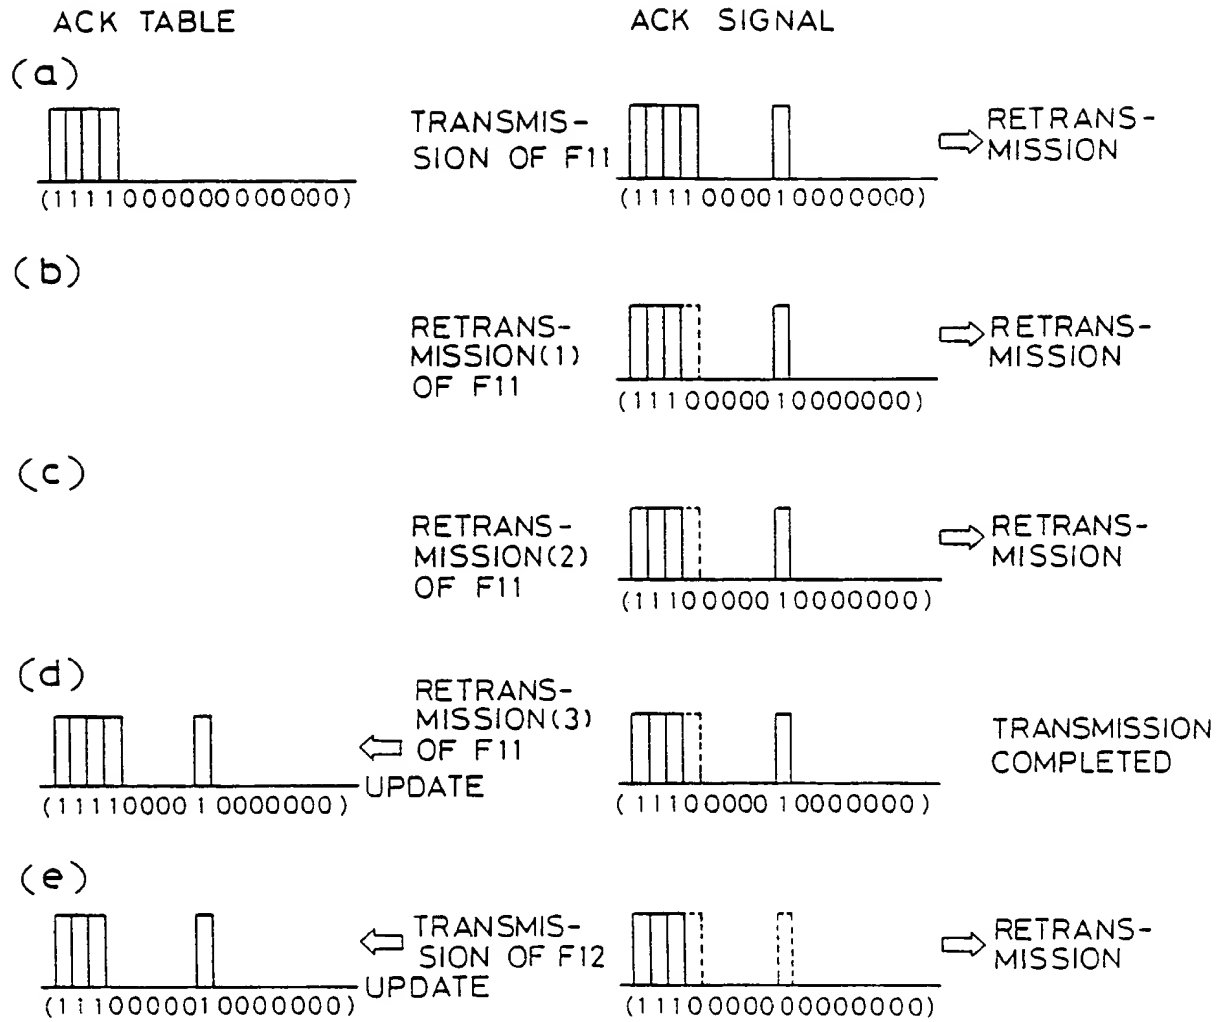 ACK TABLE
ACK SIGNAL
(a)
TRANSMIS-
SION OF F11
RETRANS-
MISSION
(1111000000000000)
(1111000010000000)
(b)
RETRANS-
MISSION(1)
OF F11
RETRANS-
MISSION
(1110000010000000)
(c)
RETRANS-
MISSION(2)
OF F11
RETRANS-
MISSION
(1110000010000000)
(d)
RETRANS-
MISSION(3)
OF F11
UPDATE
TRANSMISSION
COMPLETED
(1111000010000000)
(1110000010000000)
(e)
TRANSMIS-
SION OF F12
UPDATE
RETRANS-
MISSION
(1110000010000000)
(1110000000000000)